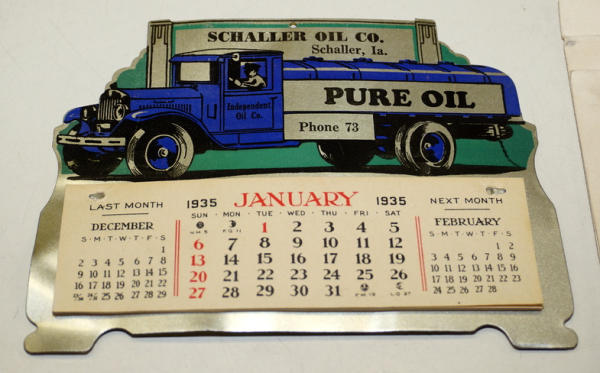 SCHALLER OIL CO.
Schaller, Ia.
Independent
Oil Co.
PURE OIL
Phone 73
LAST MONTH
DECEMBER
S·M·T·W·T·F·S
1
2 3 4 5 6 7 8
9 10 11 12 13 14 15
16 17 18 19 20 21 22
23/30 24/31 25 26 27 28 29
1935 JANUARY 1935
SUN · MON · TUE · WED · THU · FRI · SAT
N.M. 5 F.Q. 11 1 2 3 4 5
6 7 8 9 10 11 12
13 14 15 16 17 18 19
20 21 22 23 24 25 26
27 28 29 30 31 F.M. 19 L.Q. 27
NEXT MONTH
FEBRUARY
S·M·T·W·T·F·S
1 2
3 4 5 6 7 8 9
10 11 12 13 14 15 16
17 18 19 20 21 22 23
24 25 26 27 28